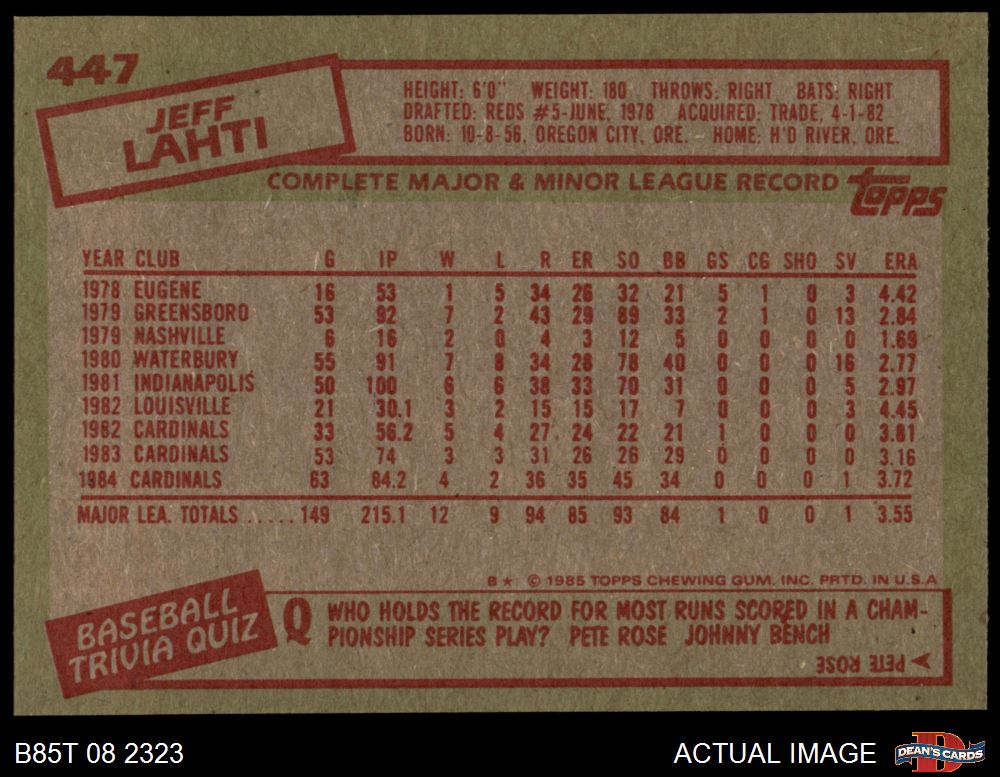 447
JEFF
LAHTI
HEIGHT: 6'0" WEIGHT: 180 THROWS: RIGHT BATS: RIGHT
DRAFTED: REDS #5-JUNE, 1978 ACQUIRED: TRADE, 4-1-82
BORN: 10-8-56, OREGON CITY, ORE. HOME: H'D RIVER, ORE.
COMPLETE MAJOR & MINOR LEAGUE RECORD topps
YEAR CLUB G IP W L R ER SO BB GS CG SHO SV ERA
1978 EUGENE 16 53 1 5 34 26 32 21 5 1 0 3 4.42
1979 GREENSBORO 53 92 7 2 43 29 89 33 2 1 0 13 2.84
1979 NASHVILLE 6 16 2 0 4 3 12 5 0 0 0 0 1.69
1980 WATERBURY 55 91 7 8 34 28 78 40 0 0 0 16 2.77
1981 INDIANAPOLIS 50 100 6 6 38 33 70 31 0 0 0 5 2.97
1982 LOUISVILLE 21 30.1 3 2 15 15 17 7 0 0 0 3 4.45
1982 CARDINALS 33 56.2 5 4 27 24 22 21 1 0 0 0 3.81
1983 CARDINALS 53 74 3 3 31 26 26 29 0 0 0 0 3.16
1984 CARDINALS 63 84.2 4 2 36 35 45 34 0 0 0 1 3.72
MAJOR LEA. TOTALS ..... 149 215.1 12 9 94 85 93 84 1 0 0 1 3.55
B★ © 1985 TOPPS CHEWING GUM, INC. PRTD. IN U.S.A
BASEBALL
TRIVIA QUIZ
Q WHO HOLDS THE RECORD FOR MOST RUNS SCORED IN A CHAM-
PIONSHIP SERIES PLAY? PETE ROSE JOHNNY BENCH
PETE ROSE
B85T 08 2323
ACTUAL IMAGE
DEAN'S CARDS